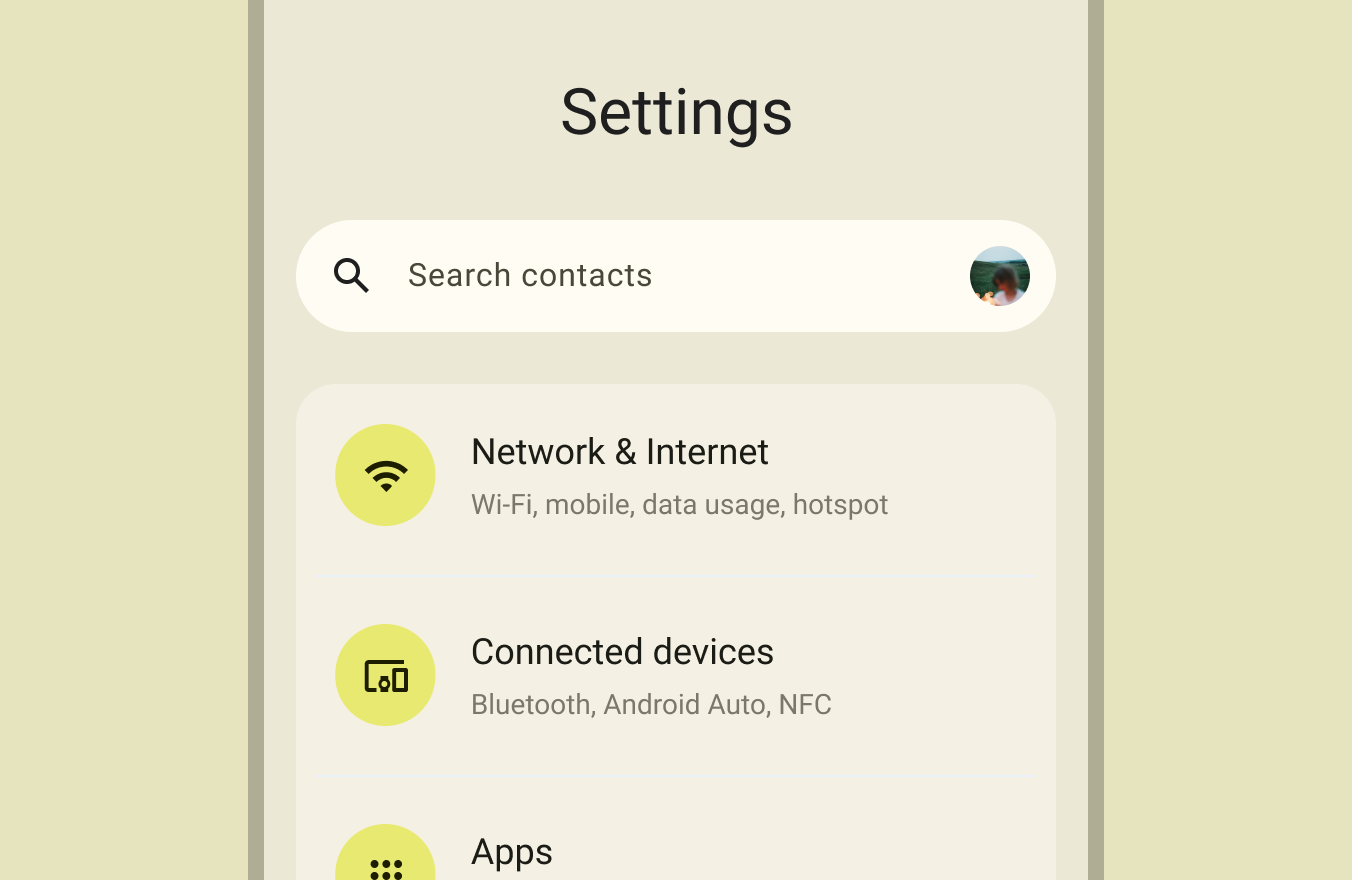 Settings
Search contacts
Network & Internet
Wi-Fi, mobile, data usage, hotspot
Connected devices
Bluetooth, Android Auto, NFC
Apps